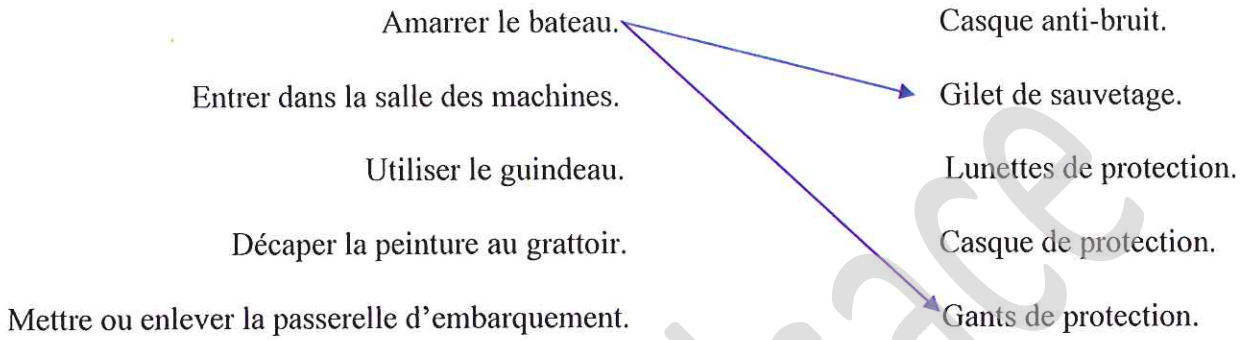 Amarrer le bateau. Casque anti-bruit.
Entrer dans la salle des machines. Gilet de sauvetage.
Utiliser le guindeau. Lunettes de protection.
Décaper la peinture au grattoir. Casque de protection.
Mettre ou enlever la passerelle d’embarquement. Gants de protection.